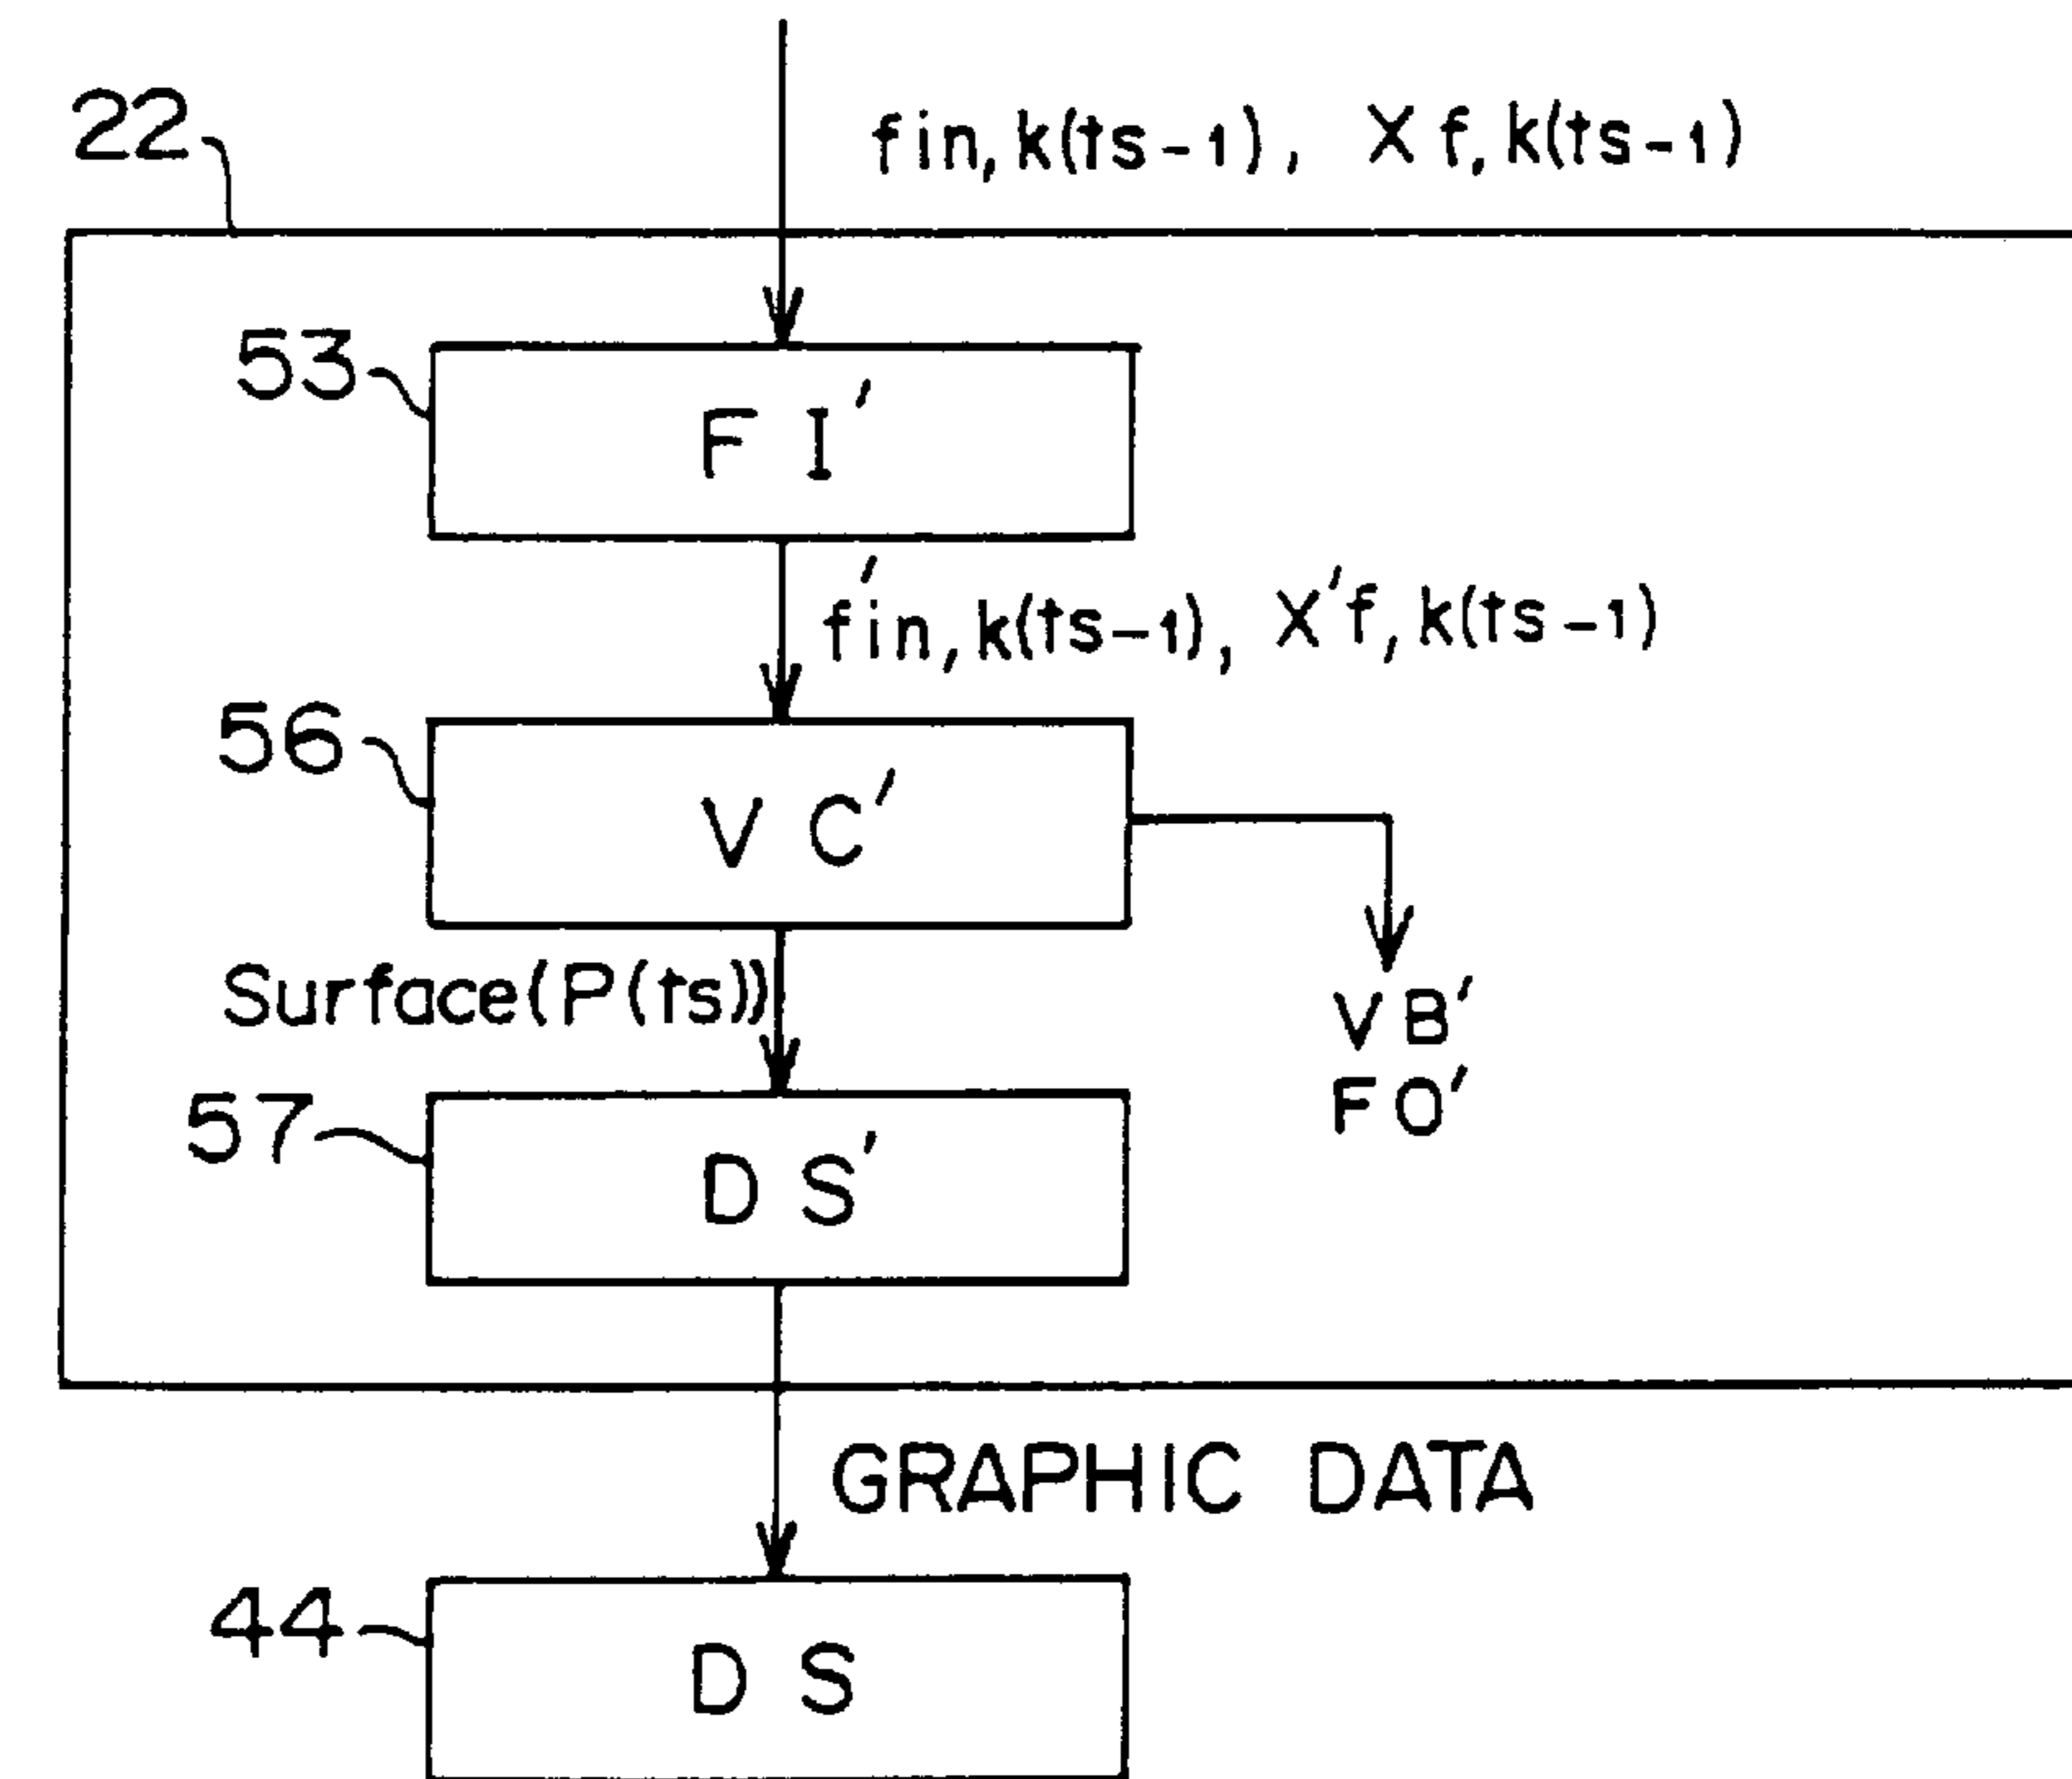 22
fin, k(ts-1), Xf, k(ts-1)
53
FI'
f'in, k(ts-1), X'f, k(ts-1)
56
VC'
Surface(P(ts))
VB'
FO'
57
DS'
GRAPHIC DATA
44
DS